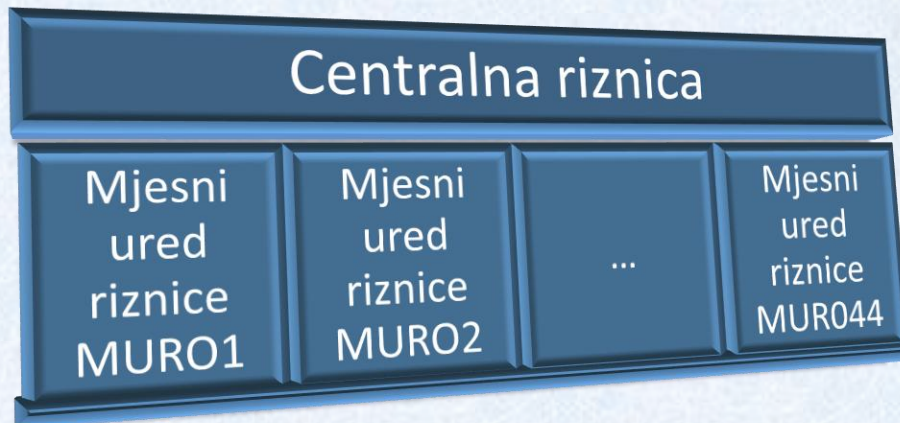 Centralna riznica
Mjesni
ured
riznice
MURO1
Mjesni
ured
riznice
MURO2
...
Mjesni
ured
riznice
MUR044